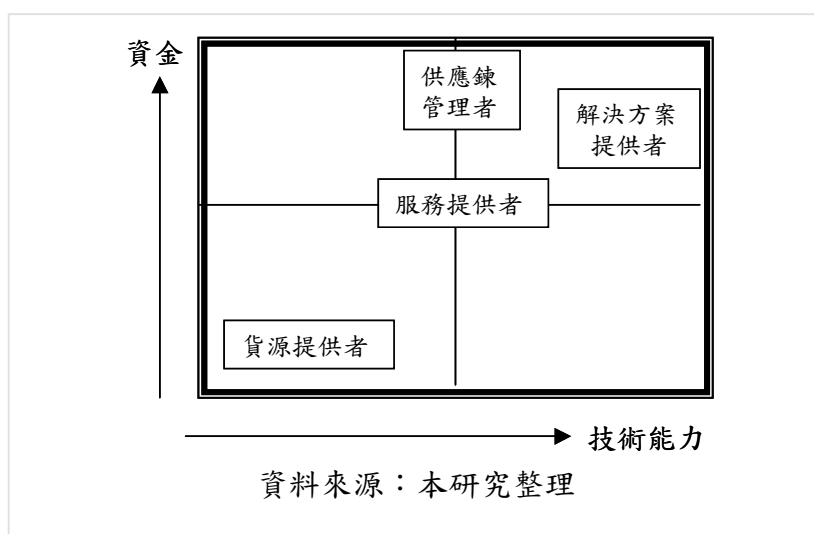 資金
供應鍊
管理者
解決方案
提供者
服務提供者
貨源提供者
技術能力
資料來源：本研究整理